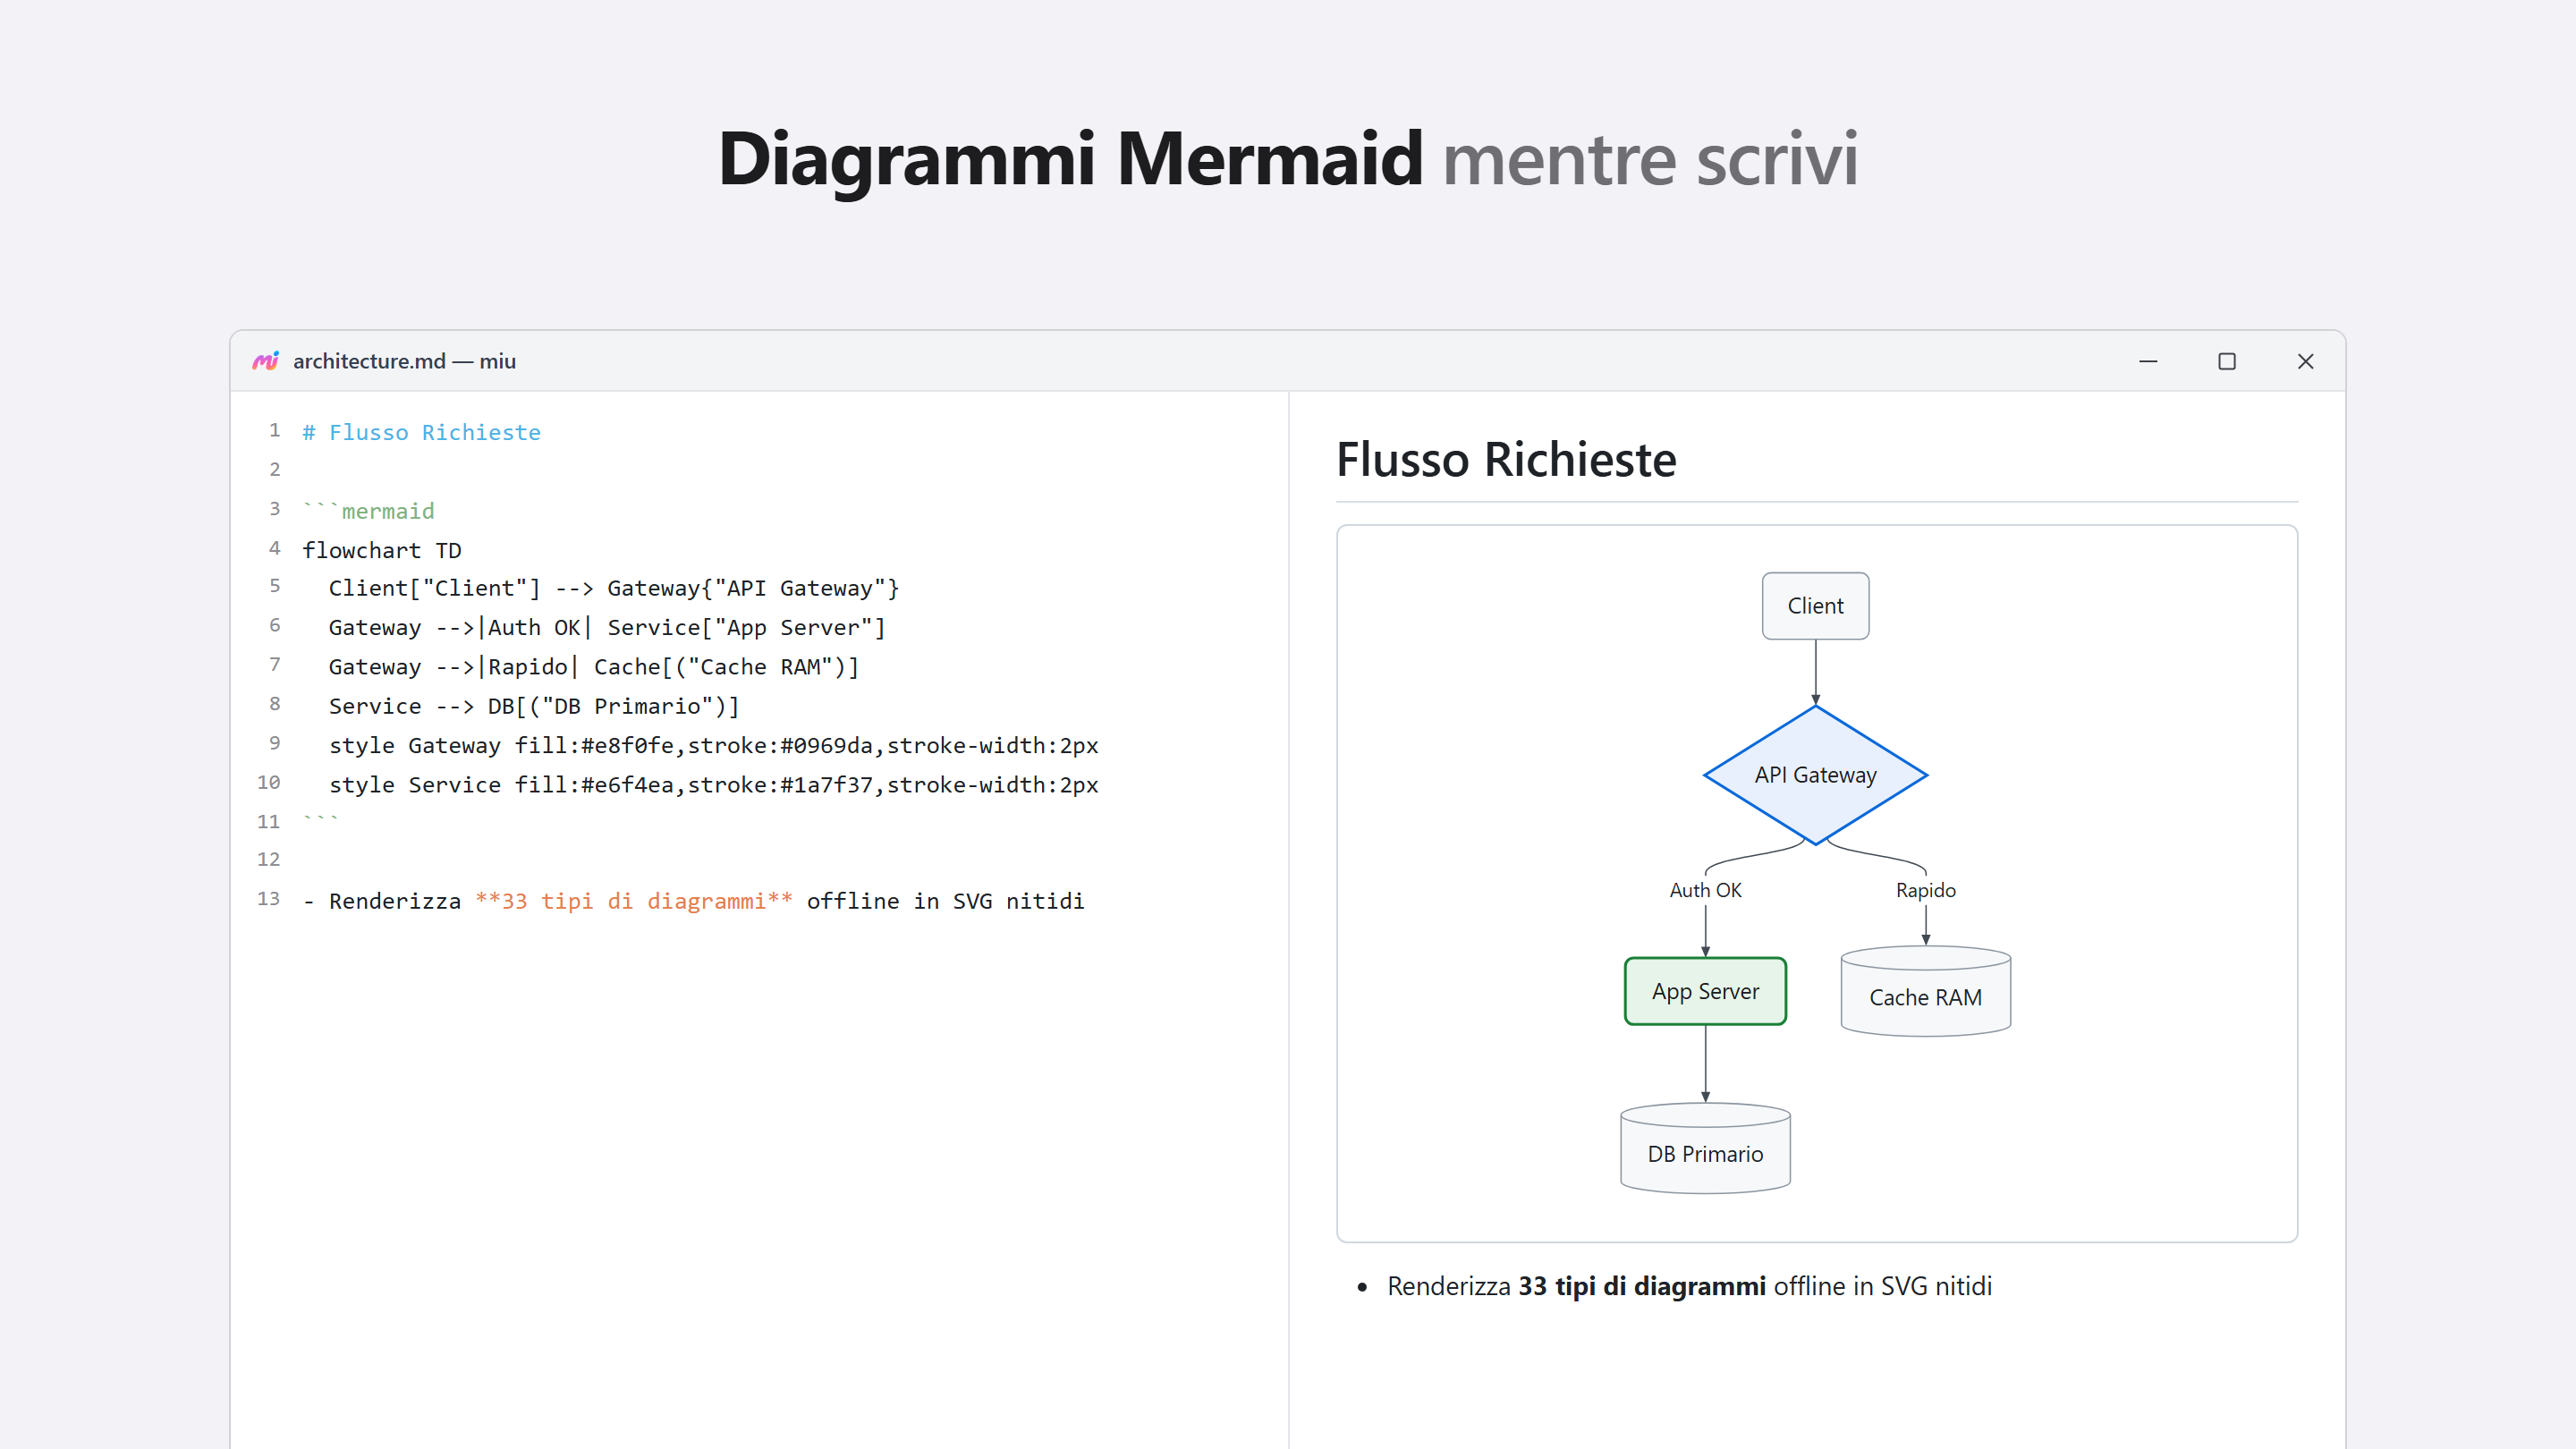 Diagrammi Mermaid mentre scrivi
architecture.md — miu
1 # Flusso Richieste
2
3 ```mermaid
4 flowchart TD
5   Client["Client"] --> Gateway{"API Gateway"}
6   Gateway -->|Auth OK| Service["App Server"]
7   Gateway -->|Rapido| Cache[("Cache RAM")]
8   Service --> DB[("DB Primario")]
9   style Gateway fill:#e8f0fe,stroke:#0969da,stroke-width:2px
10   style Service fill:#e6f4ea,stroke:#1a7f37,stroke-width:2px
11 ```
12
13 - Renderizza **33 tipi di diagrammi** offline in SVG nitidi
Flusso Richieste
Client
API Gateway
Auth OK
Rapido
App Server
Cache RAM
DB Primario
• Renderizza 33 tipi di diagrammi offline in SVG nitidi